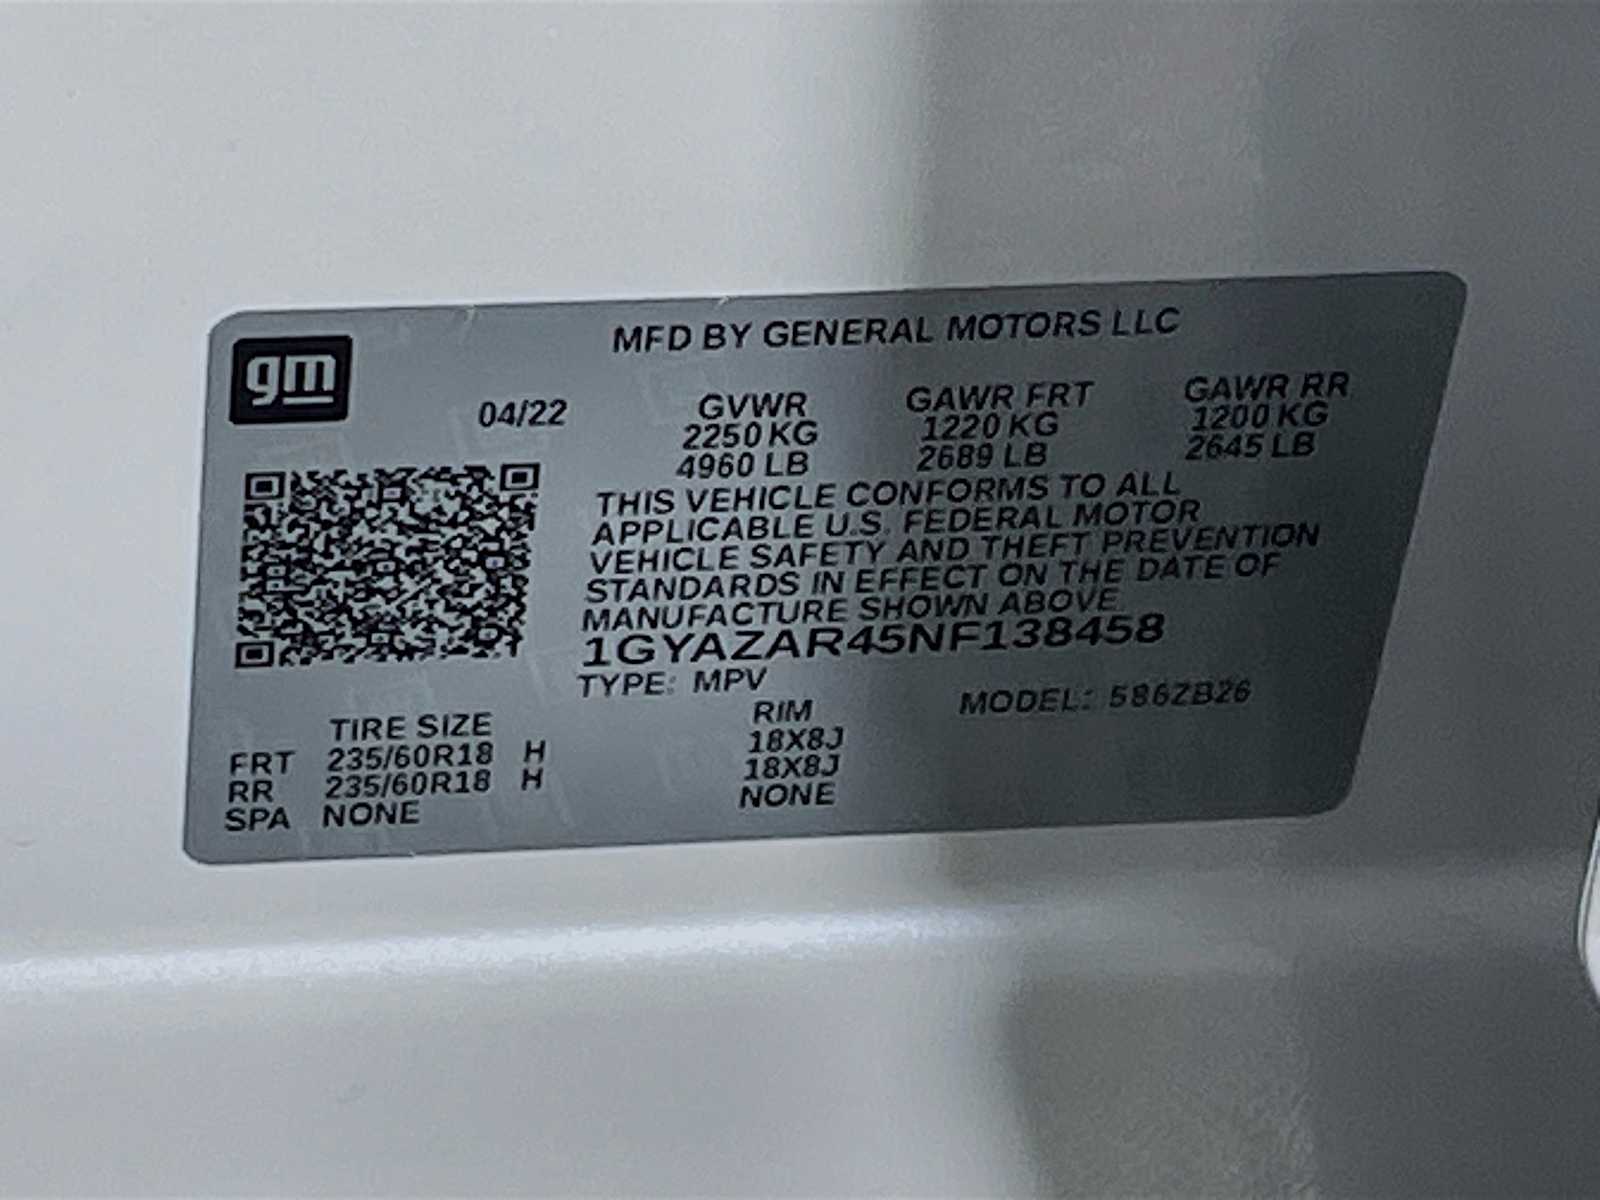 gm
MFD BY GENERAL MOTORS LLC
04/22 GVWR GAWR FRT GAWR RR
2250 KG 1220 KG 1200 KG
4960 LB 2689 LB 2645 LB
THIS VEHICLE CONFORMS TO ALL
APPLICABLE U.S. FEDERAL MOTOR
VEHICLE SAFETY AND THEFT PREVENTION
STANDARDS IN EFFECT ON THE DATE OF
MANUFACTURE SHOWN ABOVE.
1GYAZAR45NF138458
TYPE: MPV MODEL: 586ZB26
TIRE SIZE RIM
FRT 235/60R18 H 18X8J
RR 235/60R18 H 18X8J
SPA NONE NONE